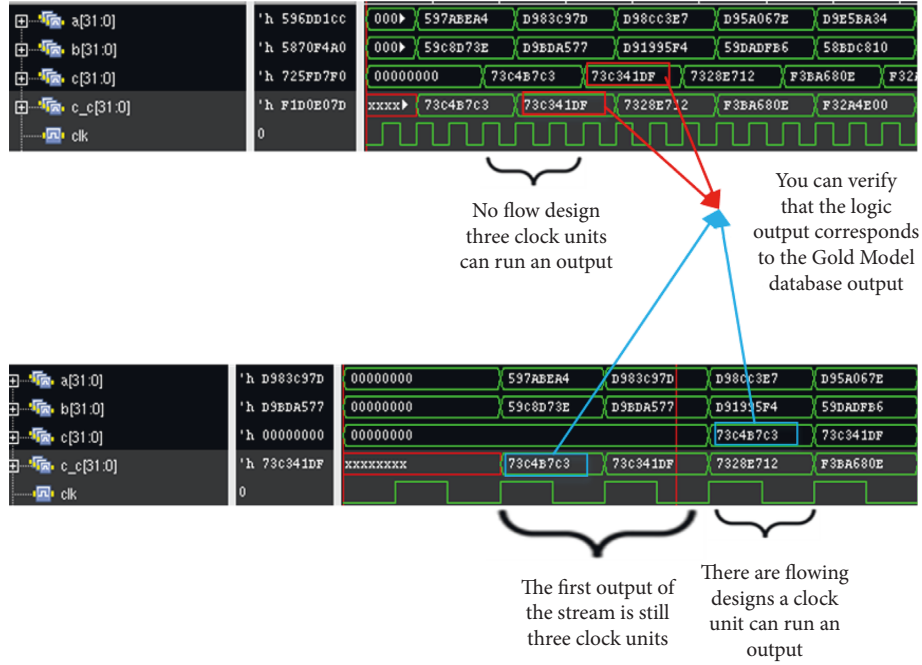 a[31:0] 'h 596DD1CC 000 597ABEA4 D983C97D D98CC3E7 D95A067E D9E5BA34
b[31:0] 'h 5870F4A0 000 59C8D73E D9BDA577 D91995F4 59DADFB6 58BDC810
c[31:0] 'h 725FD7F0 00000000 73C4B7C3 73C341DF 7328E712 F3BA680E F32
c_c[31:0] 'h F1D0E07D xxxx 73C4B7C3 73C341DF 7328E712 F3BA680E F32A4E00
clk 0
No flow design
three clock units
can run an output
You can verify
that the logic
output corresponds
to the Gold Model
database output
a[31:0] 'h D983C97D 00000000 597ABEA4 D983C97D D98CC3E7 D95A067E
b[31:0] 'h D9BDA577 00000000 59C8D73E D9BDA577 D91995F4 59DADFB6
c[31:0] 'h 00000000 00000000 73C4B7C3 73C341DF
c_c[31:0] 'h 73C341DF xxxxxxxx 73C4B7C3 73C341DF 7328E712 F3BA680E
clk 0
The first output of
the stream is still
three clock units
There are flowing
designs a clock
unit can run an
output